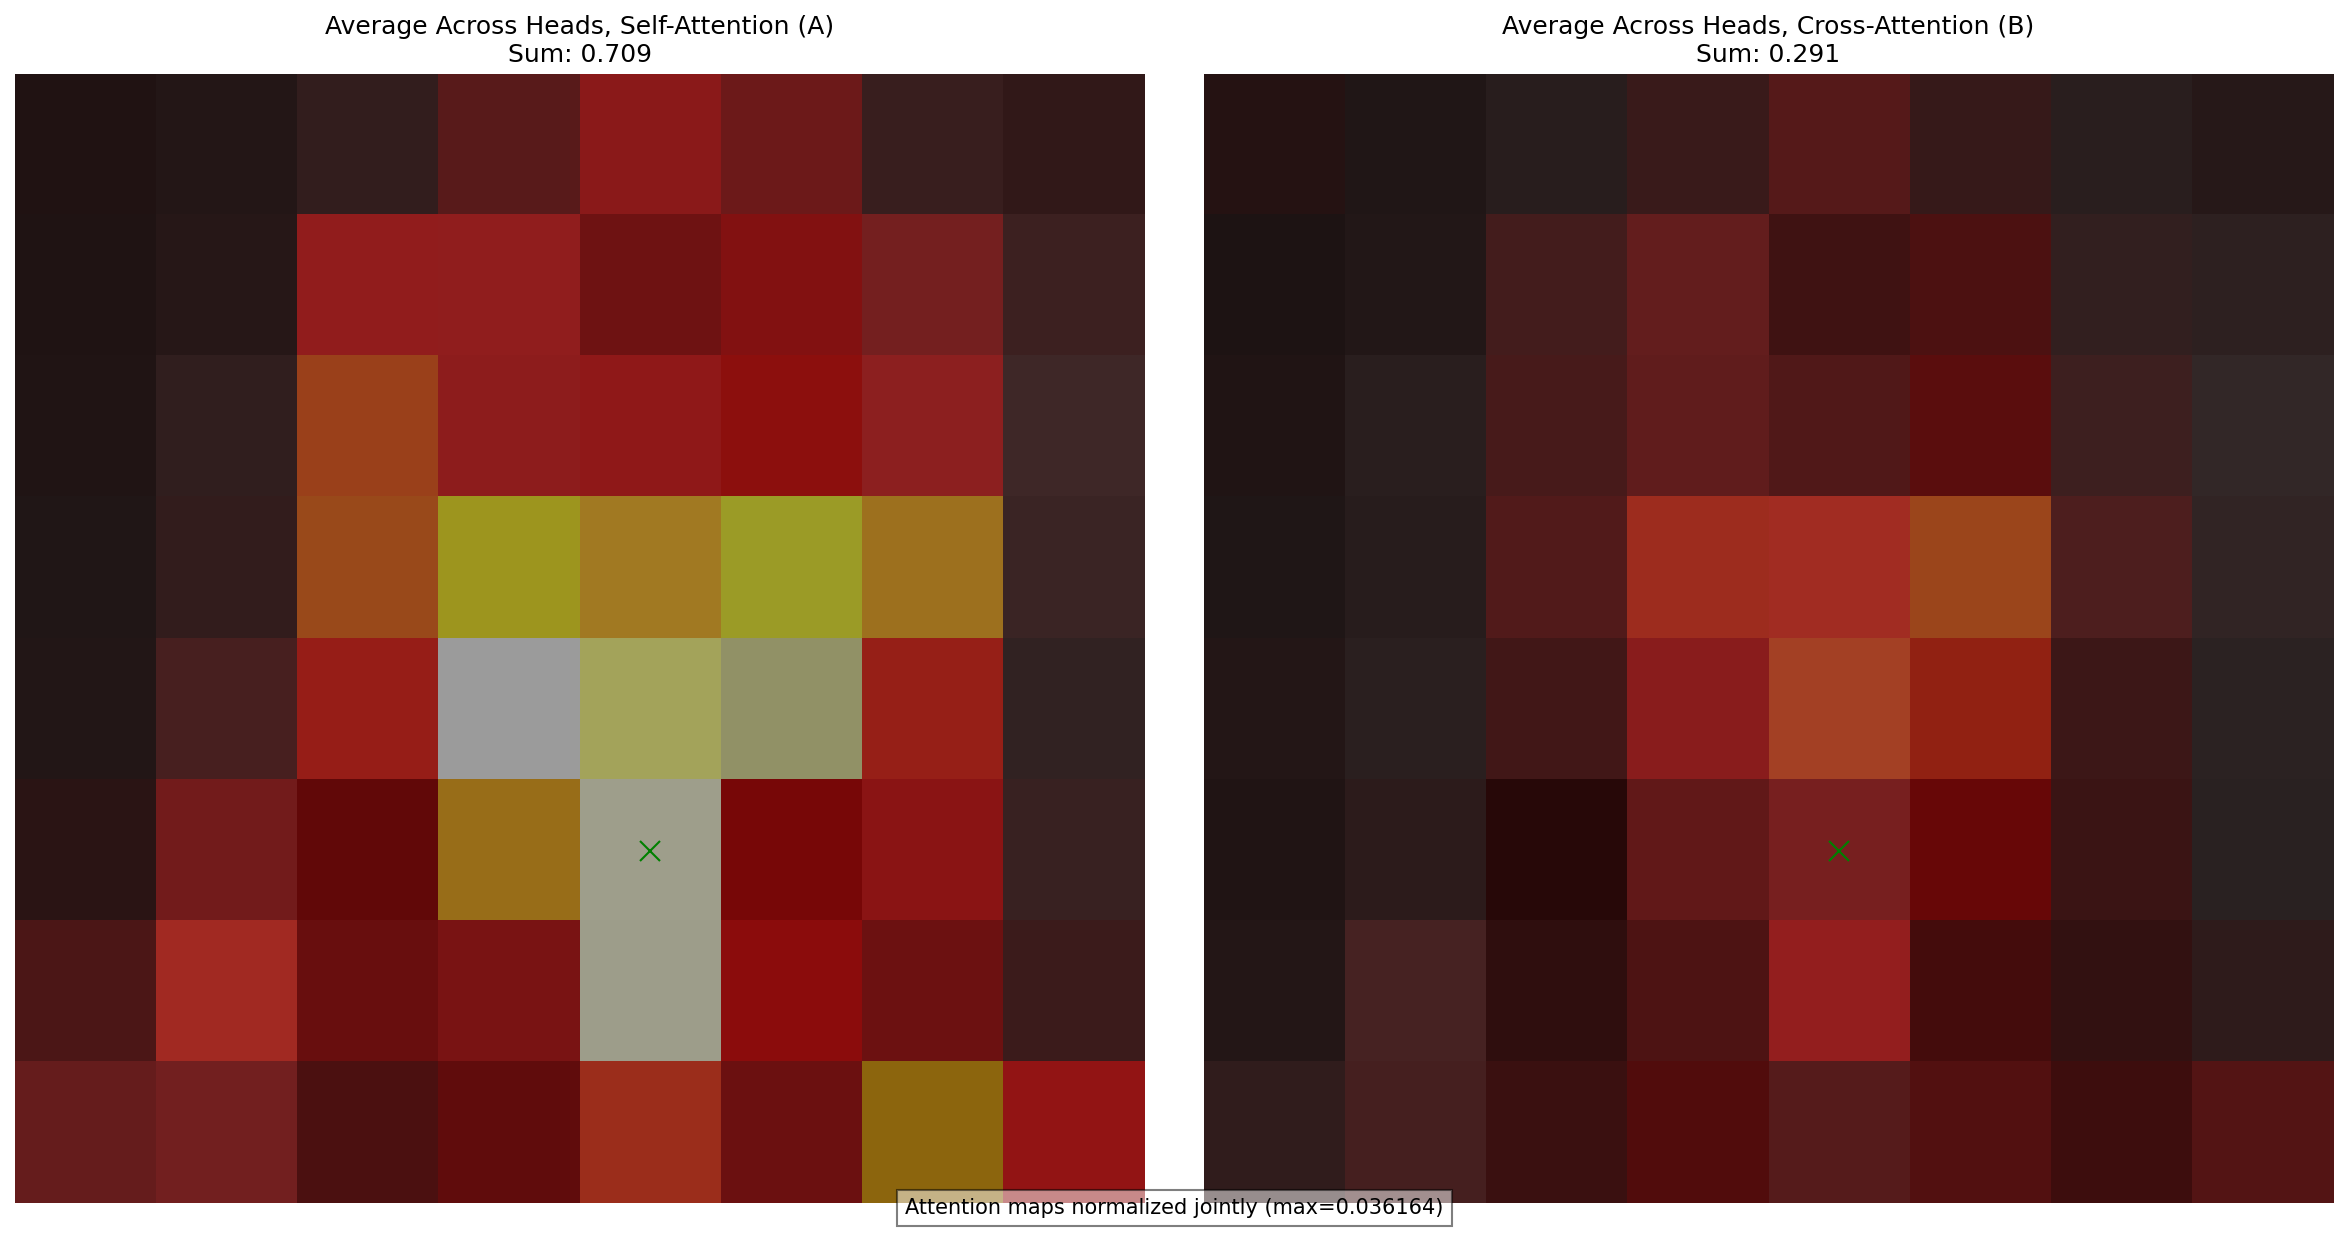 Average Across Heads, Self-Attention (A)
Sum: 0.709
Average Across Heads, Cross-Attention (B)
Sum: 0.291
Attention maps normalized jointly (max=0.036164)